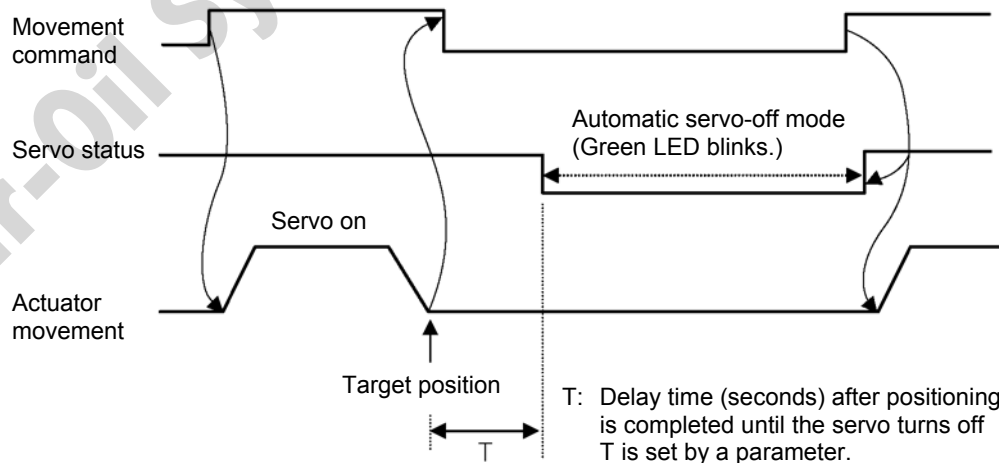 Movement
command
Automatic servo-off mode
(Green LED blinks.)
Servo status
Servo on
Actuator
movement
Target position
T
T: Delay time (seconds) after positioning
is completed until the servo turns off
T is set by a parameter.